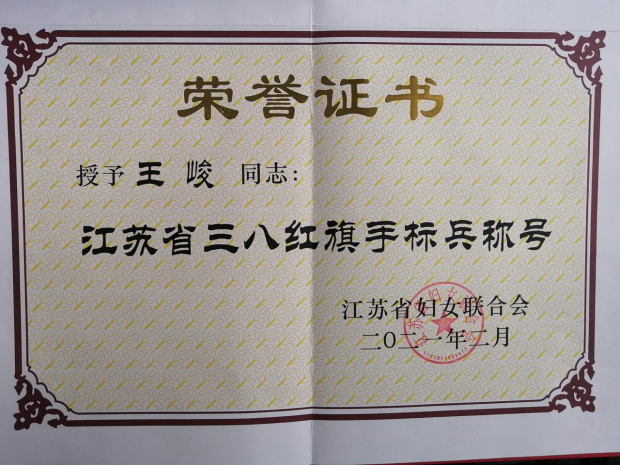 荣誉证书
授予 王 峻 同志:
江苏省三八红旗手标兵称号
江苏省妇女联合会
二〇二一年二月